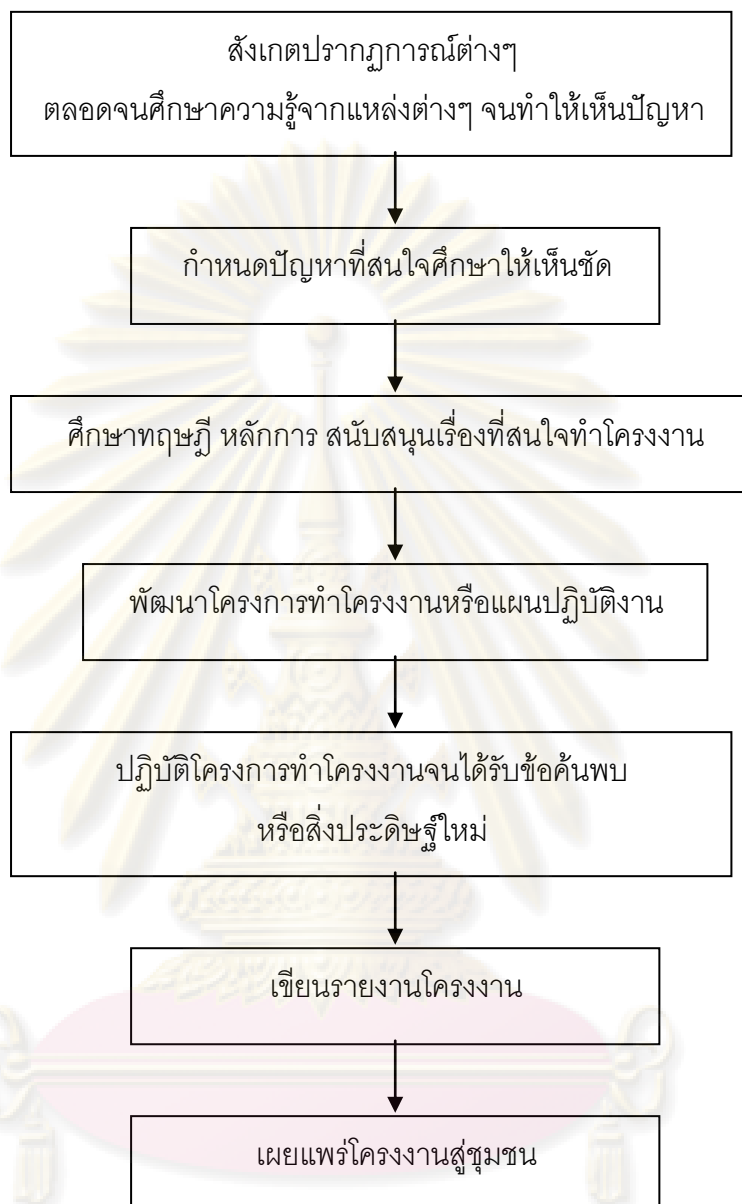 สังเกตปรากฏการณ์ต่างๆ
ตลอดจนศึกษาความรู้จากแหล่งต่างๆ จนทำให้เห็นปัญหา
กำหนดปัญหาที่สนใจศึกษาให้เห็นชัด
ศึกษาทฤษฎี หลักการ สนับสนุนเรื่องที่สนใจทำโครงงาน
พัฒนาโครงการทำโครงงานหรือแผนปฏิบัติงาน
ปฏิบัติโครงการทำโครงงานจนได้รับข้อค้นพบ
หรือสิ่งประดิษฐ์ใหม่
เขียนรายงานโครงงาน
เผยแพร่โครงงานสู่ชุมชน